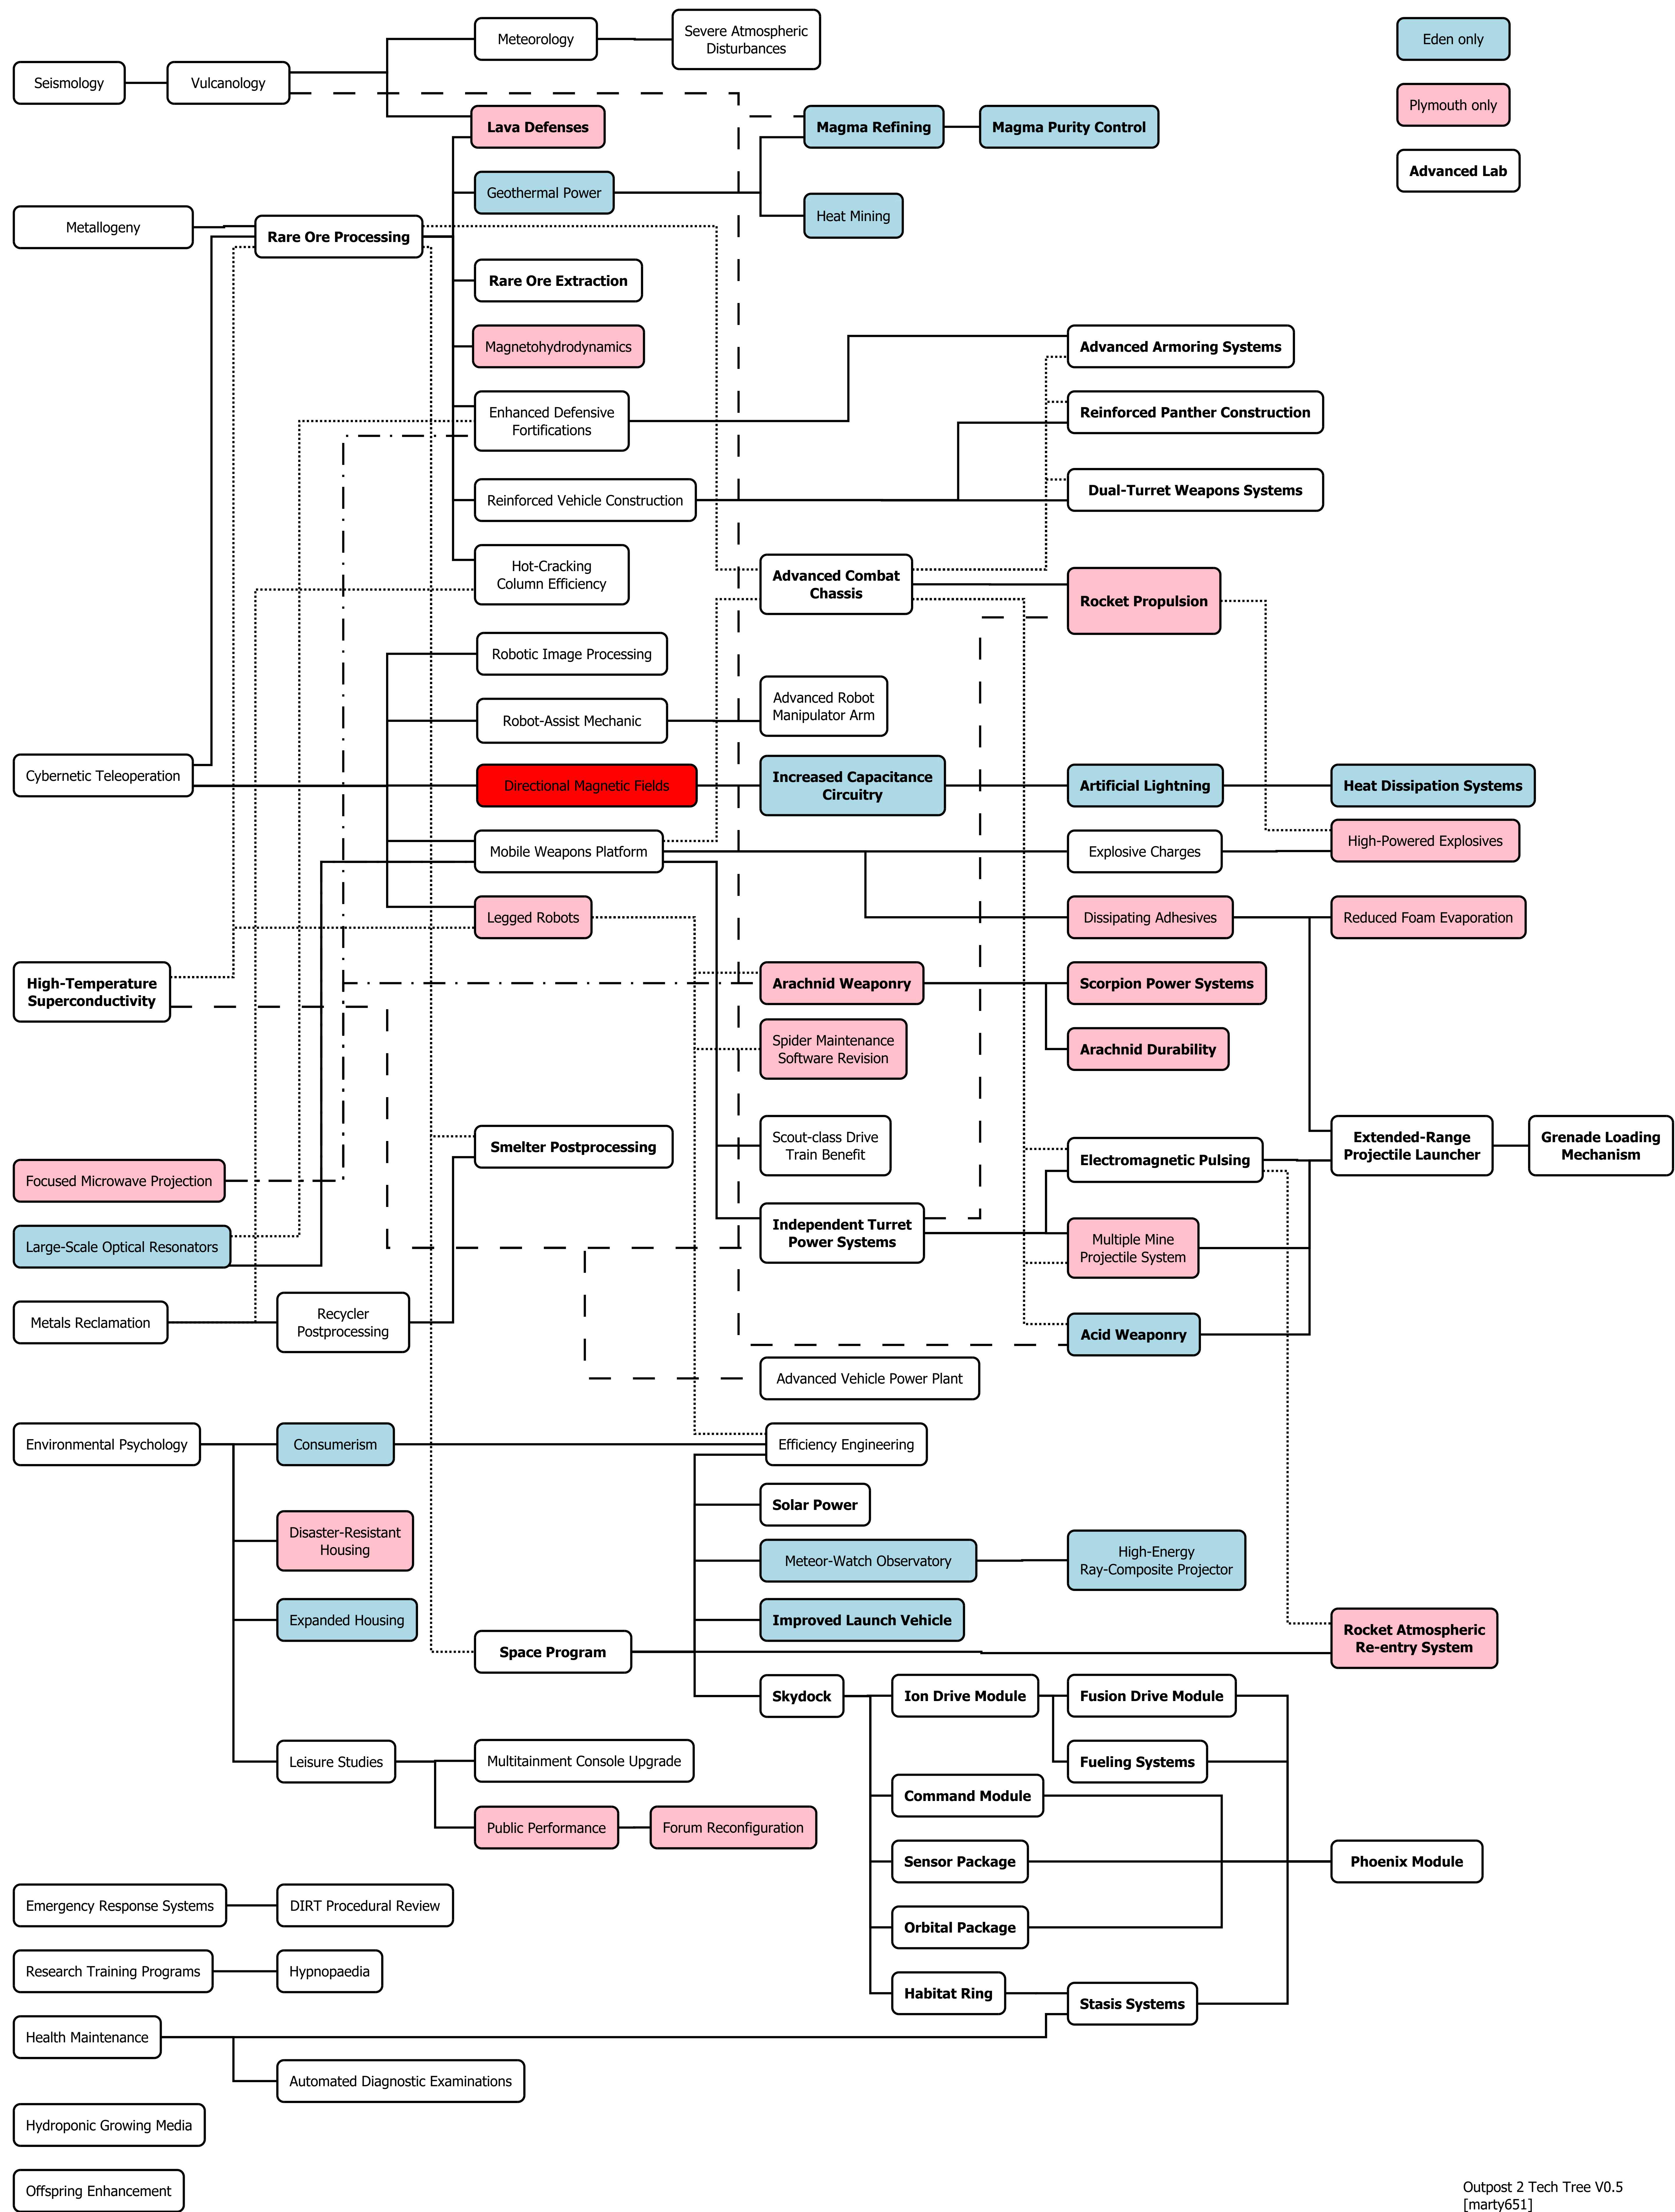 Meteorology
Severe Atmospheric
Disturbances
Eden only
Seismology
Vulcanology
Plymouth only
Lava Defenses
Magma Refining
Magma Purity Control
Advanced Lab
Geothermal Power
Heat Mining
Metallogeny
Rare Ore Processing
Rare Ore Extraction
Magnetohydrodynamics
Advanced Armoring Systems
Enhanced Defensive
Fortifications
Reinforced Panther Construction
Reinforced Vehicle Construction
Dual-Turret Weapons Systems
Hot-Cracking
Column Efficiency
Advanced Combat
Chassis
Rocket Propulsion
Robotic Image Processing
Robot-Assist Mechanic
Advanced Robot
Manipulator Arm
Cybernetic Teleoperation
Directional Magnetic Fields
Increased Capacitance
Circuitry
Artificial Lightning
Heat Dissipation Systems
Mobile Weapons Platform
Explosive Charges
High-Powered Explosives
Legged Robots
Dissipating Adhesives
Reduced Foam Evaporation
High-Temperature
Superconductivity
Arachnid Weaponry
Scorpion Power Systems
Spider Maintenance
Software Revision
Arachnid Durability
Smelter Postprocessing
Scout-class Drive
Train Benefit
Electromagnetic Pulsing
Extended-Range
Projectile Launcher
Grenade Loading
Mechanism
Focused Microwave Projection
Large-Scale Optical Resonators
Independent Turret
Power Systems
Multiple Mine
Projectile System
Metals Reclamation
Recycler
Postprocessing
Acid Weaponry
Advanced Vehicle Power Plant
Environmental Psychology
Consumerism
Efficiency Engineering
Solar Power
Disaster-Resistant
Housing
Meteor-Watch Observatory
High-Energy
Ray-Composite Projector
Expanded Housing
Improved Launch Vehicle
Space Program
Rocket Atmospheric
Re-entry System
Skydock
Ion Drive Module
Fusion Drive Module
Leisure Studies
Multitainment Console Upgrade
Fueling Systems
Command Module
Public Performance
Forum Reconfiguration
Sensor Package
Phoenix Module
Emergency Response Systems
DIRT Procedural Review
Orbital Package
Research Training Programs
Hypnopaedia
Habitat Ring
Stasis Systems
Health Maintenance
Automated Diagnostic Examinations
Hydroponic Growing Media
Offspring Enhancement
Outpost 2 Tech Tree V0.5
[marty651]